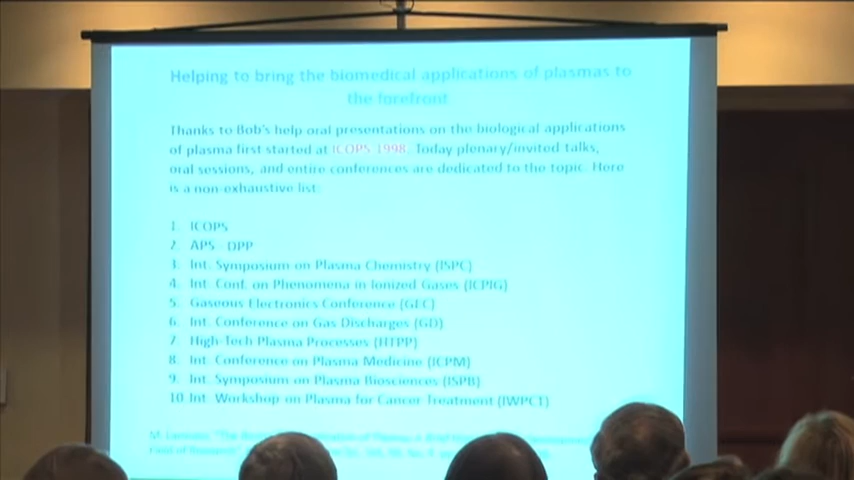 Helping to bring the biomedical applications of plasmas to
the forefront
Thanks to Bob's help oral presentations on the biological applications
of plasma first started at ICOPS 1998. Today plenary/invited talks,
oral sessions, and entire conferences are dedicated to the topic. Here
is a non-exhaustive list:
1. ICOPS
2. APS - DPP
3. Int. Symposium on Plasma Chemistry (ISPC)
4. Int. Conf. on Phenomena in Ionized Gases (ICPIG)
5. Gaseous Electronics Conference (GEC)
6. Int. Conference on Gas Discharges (GD)
7. High-Tech Plasma Processes (HTPP)
8. Int. Conference on Plasma Medicine (ICPM)
9. Int. Symposium on Plasma Biosciences (ISPB)
10. Int. Workshop on Plasma for Cancer Treatment (IWPCT)